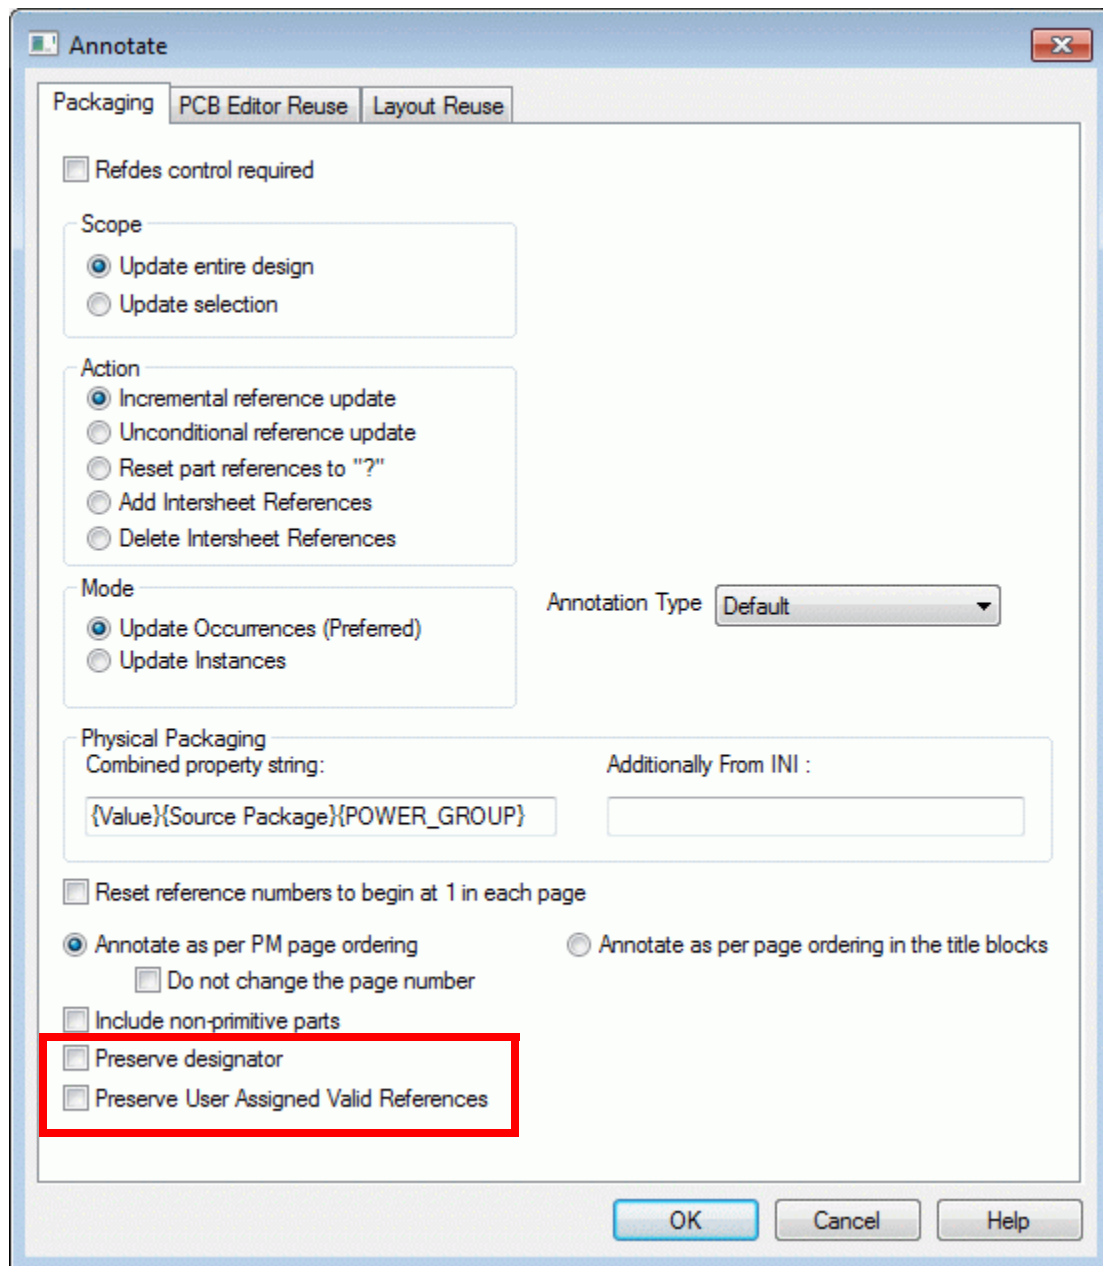 Annotate
Packaging
PCB Editor Reuse
Layout Reuse
Refdes control required
Scope
Update entire design
Update selection
Action
Incremental reference update
Unconditional reference update
Reset part references to "?"
Add Intersheet References
Delete Intersheet References
Mode
Update Occurrences (Preferred)
Update Instances
Annotation Type
Default
Physical Packaging
Combined property string:
Additionally From INI :
{Value}{Source Package}{POWER_GROUP}
Reset reference numbers to begin at 1 in each page
Annotate as per PM page ordering
Annotate as per page ordering in the title blocks
Do not change the page number
Include non-primitive parts
Preserve designator
Preserve User Assigned Valid References
OK
Cancel
Help